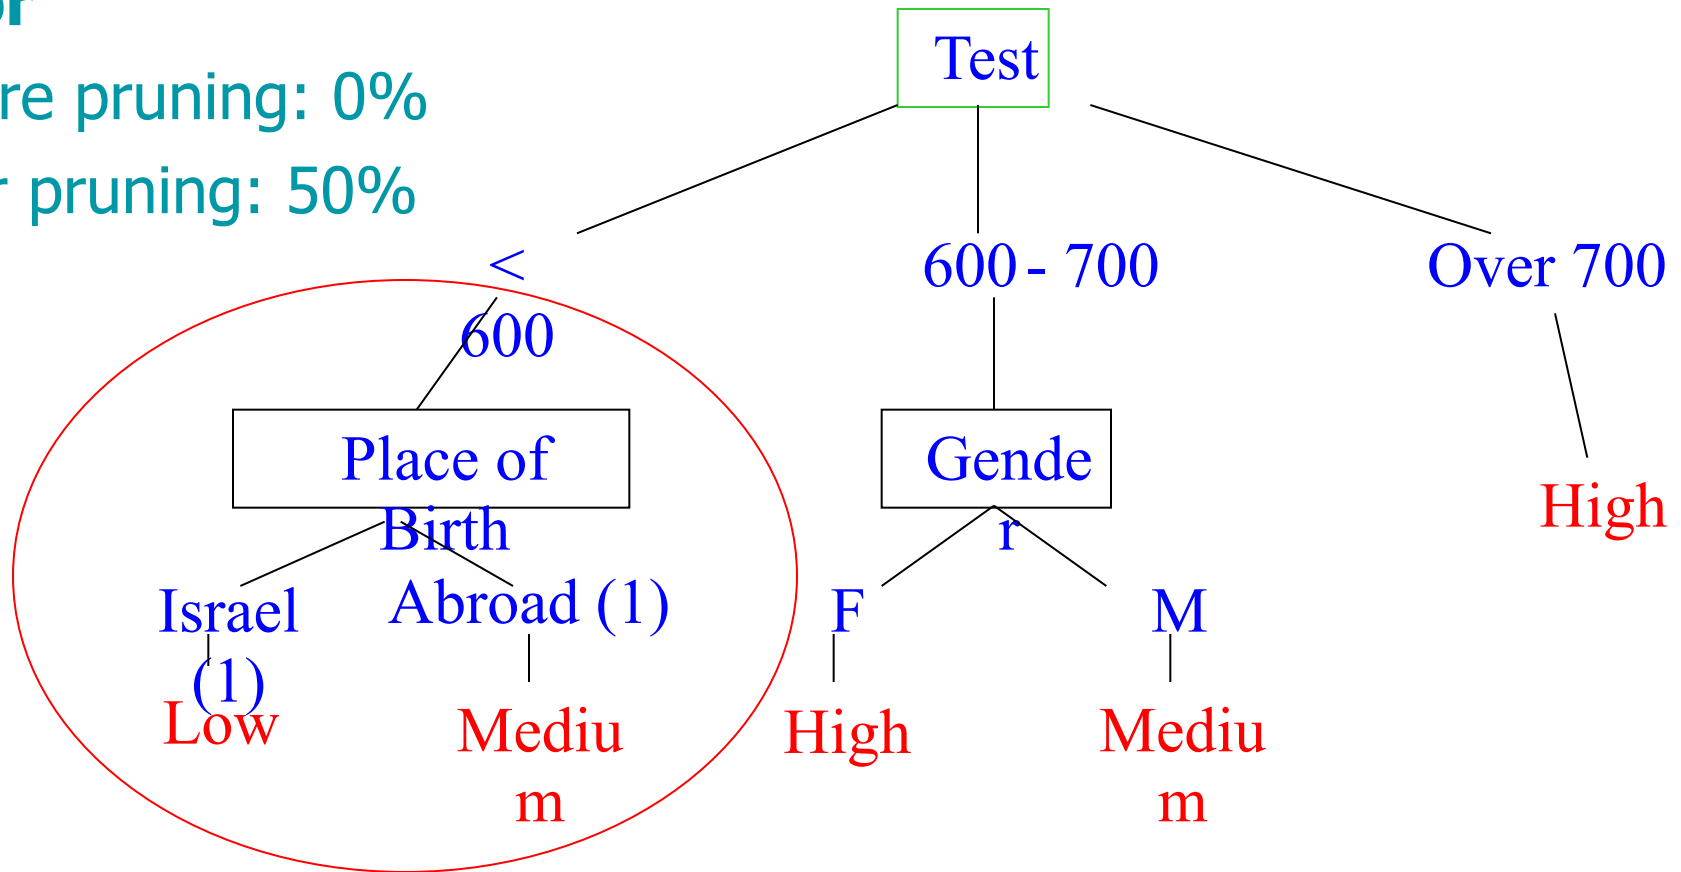 or
re pruning: 0%
r pruning: 50%
Test
<
600
600 - 700
Over 700
Place of
Birth
Gende
r
High
Israel
(1)
Abroad (1)
F
M
Low
Mediu
m
High
Mediu
m